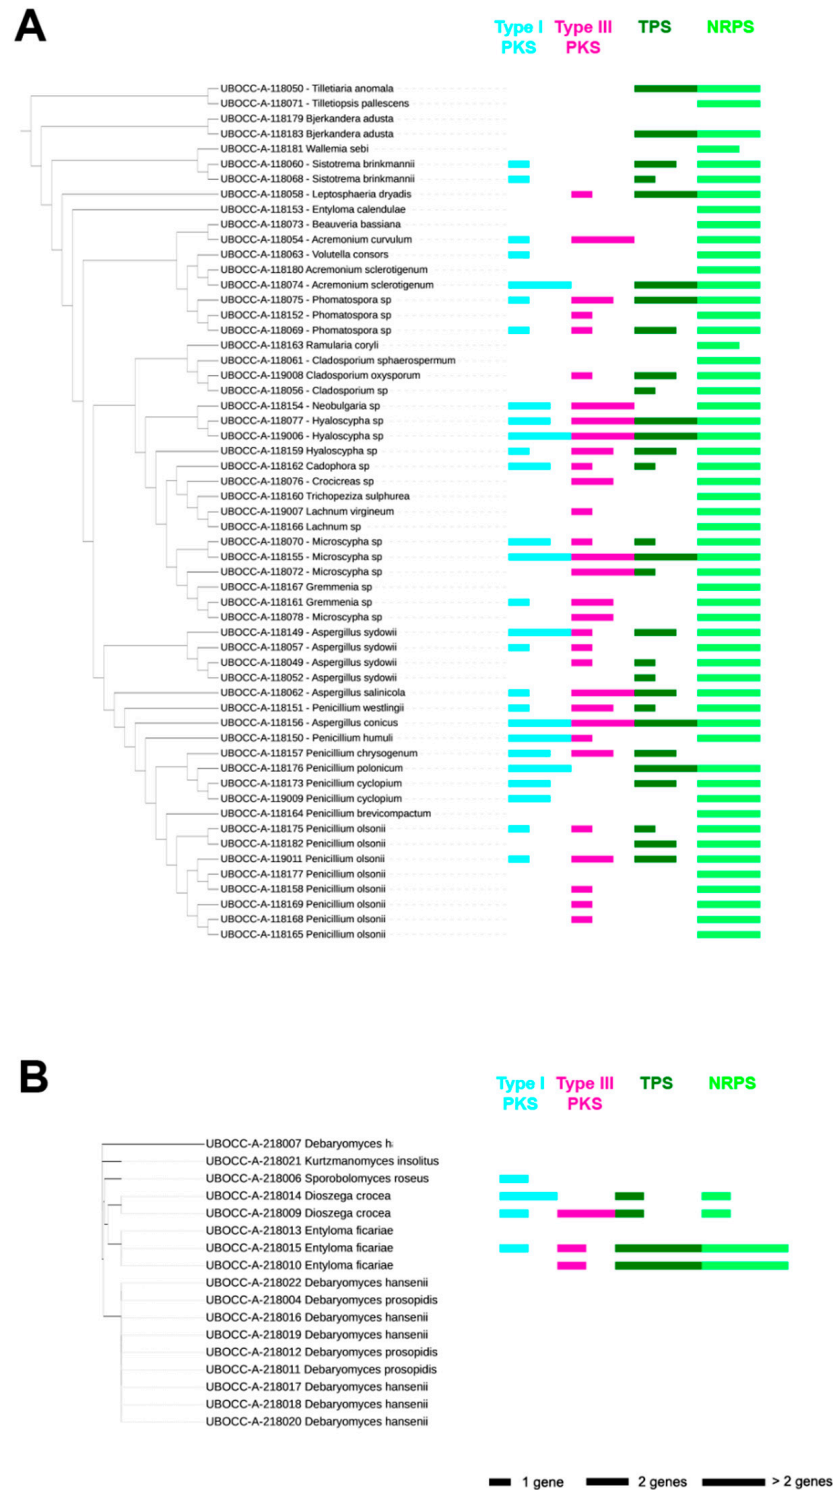 A
Type I Type III TPS NRPS
PKS PKS
UBOCC-A-118050 - Tilletiaria anomala
UBOCC-A-118071 - Tilletiopsis pallescens
UBOCC-A-118179 Bjerkandera adusta
UBOCC-A-118183 Bjerkandera adusta
UBOCC-A-118181 Wallemia sebi
UBOCC-A-118060 - Sistotrema brinkmannii
UBOCC-A-118068 - Sistotrema brinkmannii
UBOCC-A-118058 - Leptosphaeria dryadis
UBOCC-A-118153 - Entyloma calendulae
UBOCC-A-118073 - Beauveria bassiana
UBOCC-A-118054 - Acremonium curvulum
UBOCC-A-118063 - Volutella consors
UBOCC-A-118180 Acremonium sclerotigenum
UBOCC-A-118074 - Acremonium sclerotigenum
UBOCC-A-118075 - Phomatospora sp
UBOCC-A-118152 - Phomatospora sp
UBOCC-A-118069 - Phomatospora sp
UBOCC-A-118163 Ramularia coryli
UBOCC-A-118061 - Cladosporium sphaerospermum
UBOCC-A-119008 Cladosporium oxysporum
UBOCC-A-118056 - Cladosporium sp
UBOCC-A-118154 - Neobulgaria sp
UBOCC-A-118077 - Hyaloscypha sp
UBOCC-A-119006 - Hyaloscypha sp
UBOCC-A-118159 Hyaloscypha sp
UBOCC-A-118162 Cadophora sp
UBOCC-A-118076 - Crocicreas sp
UBOCC-A-118160 Trichopeziza sulphurea
UBOCC-A-119007 Lachnum virgineum
UBOCC-A-118166 Lachnum sp
UBOCC-A-118070 - Microscypha sp
UBOCC-A-118155 - Microscypha sp
UBOCC-A-118072 - Microscypha sp
UBOCC-A-118167 Gremmenia sp
UBOCC-A-118161 Gremmenia sp
UBOCC-A-118078 - Microscypha sp
UBOCC-A-118149 - Aspergillus sydowii
UBOCC-A-118057 - Aspergillus sydowii
UBOCC-A-118049 - Aspergillus sydowii
UBOCC-A-118052 - Aspergillus sydowii
UBOCC-A-118062 - Aspergillus salinicola
UBOCC-A-118151 - Penicillium westlingii
UBOCC-A-118156 - Aspergillus conicus
UBOCC-A-118150 - Penicillium humuli
UBOCC-A-118157 Penicillium chrysogenum
UBOCC-A-118176 Penicillium polonicum
UBOCC-A-118173 Penicillium cyclopium
UBOCC-A-119009 Penicillium cyclopium
UBOCC-A-118164 Penicillium brevicompactum
UBOCC-A-118175 Penicillium olsonii
UBOCC-A-118182 Penicillium olsonii
UBOCC-A-119011 Penicillium olsonii
UBOCC-A-118177 Penicillium olsonii
UBOCC-A-118158 Penicillium olsonii
UBOCC-A-118169 Penicillium olsonii
UBOCC-A-118168 Penicillium olsonii
UBOCC-A-118165 Penicillium olsonii
B
Type I Type III TPS NRPS
PKS PKS
UBOCC-A-218007 Debaryomyces h
UBOCC-A-218021 Kurtzmanomyces insolitus
UBOCC-A-218006 Sporobolomyces roseus
UBOCC-A-218014 Dioszega crocea
UBOCC-A-218009 Dioszega crocea
UBOCC-A-218013 Entyloma ficariae
UBOCC-A-218015 Entyloma ficariae
UBOCC-A-218010 Entyloma ficariae
UBOCC-A-218022 Debaryomyces hansenii
UBOCC-A-218004 Debaryomyces prosopidis
UBOCC-A-218016 Debaryomyces hansenii
UBOCC-A-218019 Debaryomyces hansenii
UBOCC-A-218012 Debaryomyces prosopidis
UBOCC-A-218011 Debaryomyces prosopidis
UBOCC-A-218017 Debaryomyces hansenii
UBOCC-A-218018 Debaryomyces hansenii
UBOCC-A-218020 Debaryomyces hansenii
1 gene 2 genes > 2 genes